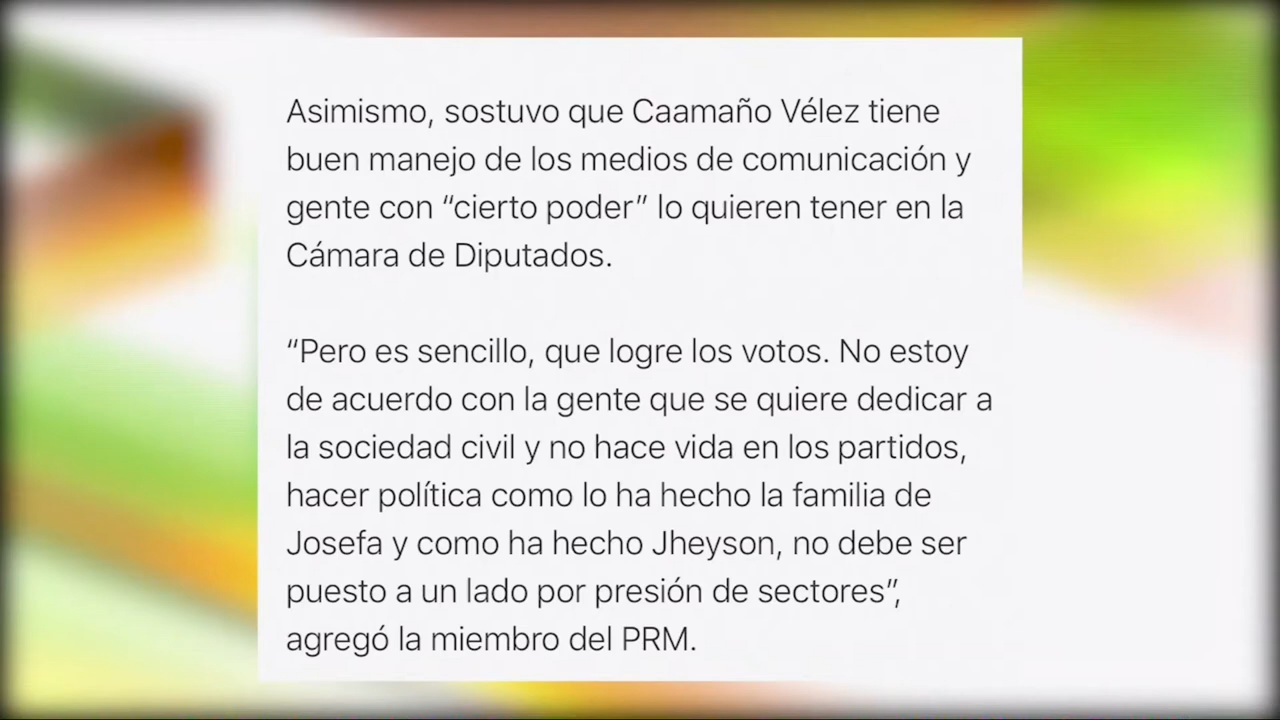 Asimismo, sostuvo que Caamaño Vélez tiene
buen manejo de los medios de comunicación y
gente con “cierto poder” lo quieren tener en la
Cámara de Diputados.
“Pero es sencillo, que logre los votos. No estoy
de acuerdo con la gente que se quiere dedicar a
la sociedad civil y no hace vida en los partidos,
hacer política como lo ha hecho la familia de
Josefa y como ha hecho Jheyson, no debe ser
puesto a un lado por presión de sectores”,
agregó la miembro del PRM.